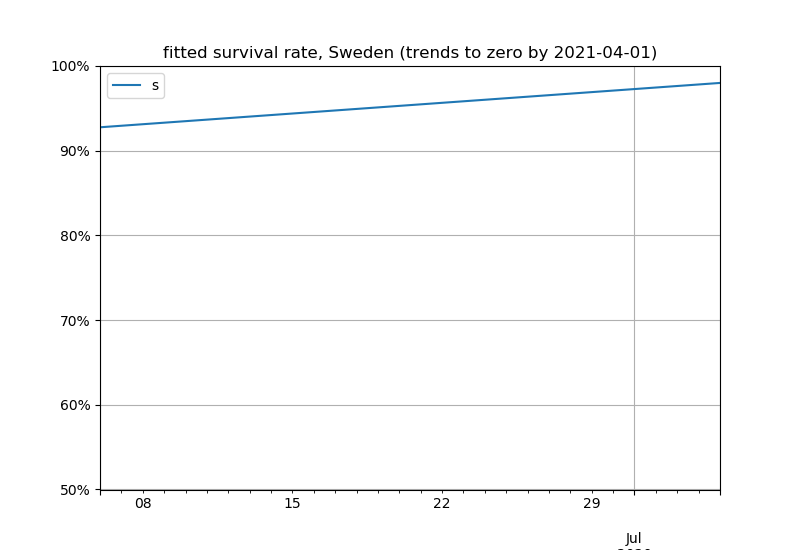 fitted survival rate, Sweden (trends to zero by 2021-04-01)
100%
s
90%
80%
70%
60%
50%
08 15 22 29
Jul